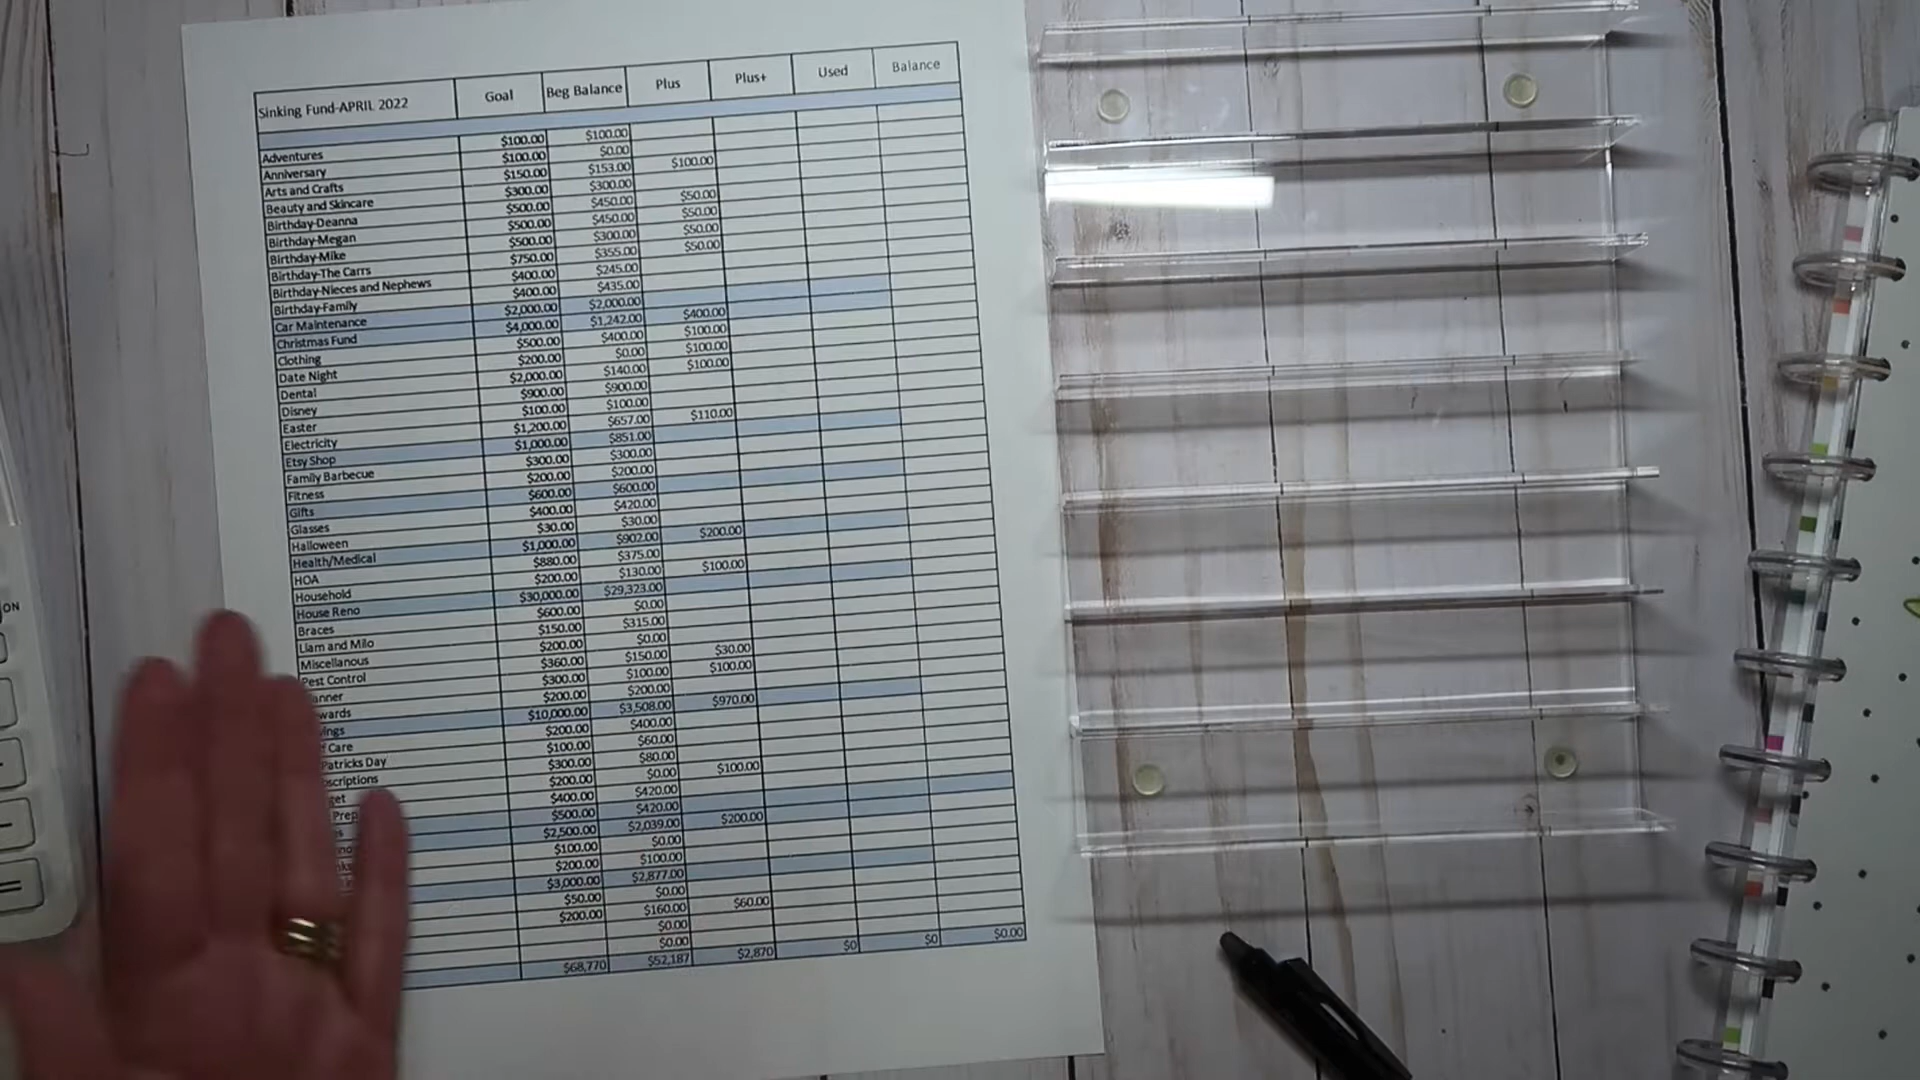 Sinking Fund-APRIL 2022 Goal Beg Balance Plus Plus+ Used Balance
Adventures $100.00 $100.00
Anniversary $100.00 $0.00
Arts and Crafts $150.00 $153.00 $100.00
Beauty and Skincare $300.00 $300.00
Birthday-Deanna $500.00 $450.00 $50.00
Birthday-Megan $500.00 $450.00 $50.00
Birthday-Mike $500.00 $300.00 $50.00
Birthday-The Carrs $750.00 $355.00 $50.00
Birthday-Nieces and Nephews $400.00 $245.00
Birthday-Family $400.00 $435.00
Car Maintenance $2,000.00 $2,000.00
Christmas Fund $4,000.00 $1,242.00 $400.00
Clothing $500.00 $400.00 $100.00
Date Night $200.00 $0.00 $100.00
Dental $2,000.00 $140.00 $100.00
Disney $900.00 $900.00
Easter $100.00 $100.00
Electricity $1,200.00 $657.00 $110.00
Etsy Shop $1,000.00 $851.00
Family Barbecue $300.00 $300.00
Fitness $200.00 $200.00
Gifts $600.00 $600.00
Glasses $400.00 $420.00
Halloween $30.00 $30.00
Health/Medical $1,000.00 $902.00 $200.00
HOA $880.00 $375.00
Household $200.00 $130.00 $100.00
House Reno $30,000.00 $29,323.00
Braces $600.00 $0.00
Liam and Milo $150.00 $315.00
Miscellanous $200.00 $0.00
Pest Control $360.00 $150.00 $30.00
anner $300.00 $100.00 $100.00
wards $200.00 $200.00
ings $10,000.00 $3,508.00 $970.00
Care $200.00 $400.00
Patricks Day $100.00 $60.00
scriptions $300.00 $80.00
get $200.00 $0.00 $100.00
Prep $400.00 $420.00
$500.00 $420.00
$2,500.00 $2,039.00 $200.00
$100.00 $0.00
$200.00 $100.00
$3,000.00 $2,877.00
$50.00 $0.00
$200.00 $160.00 $60.00
$0.00
$0.00
$68,770 $52,187 $2,870 $0 $0 $0.00
ON